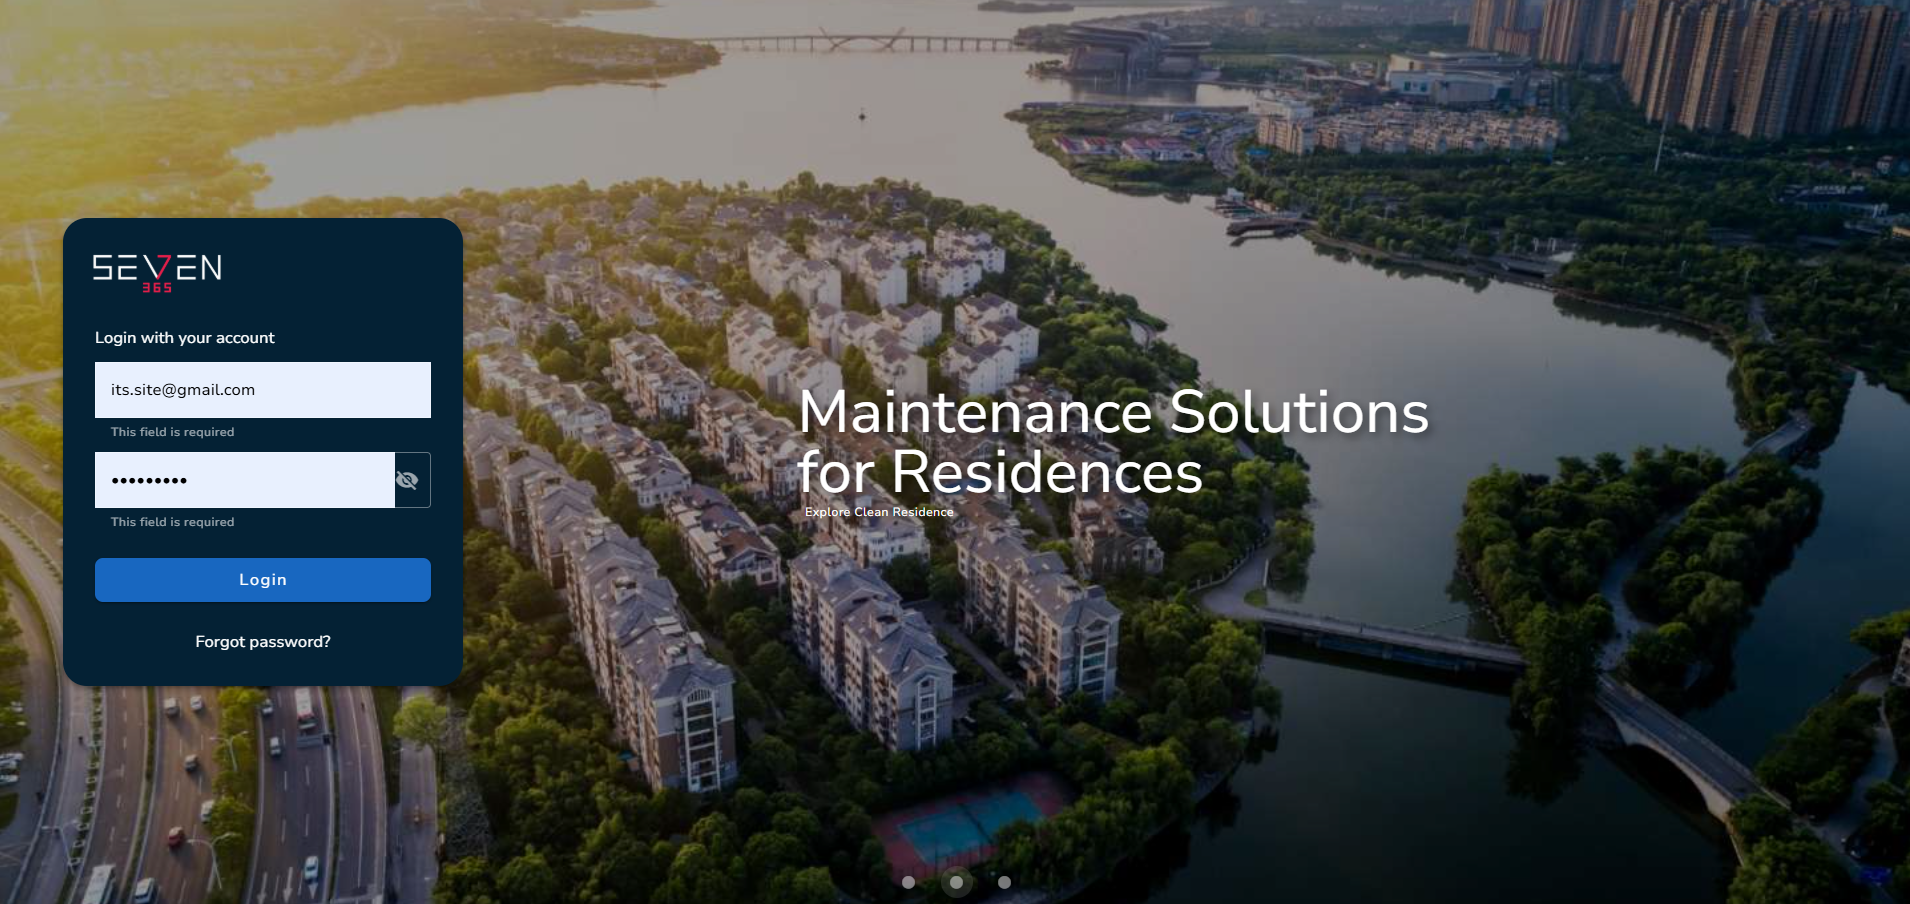 SEVEN
365
Login with your account
its.site@gmail.com
This field is required
•••••••••
This field is required
Login
Forgot password?
Maintenance Solutions
for Residences
Explore Clean Residence